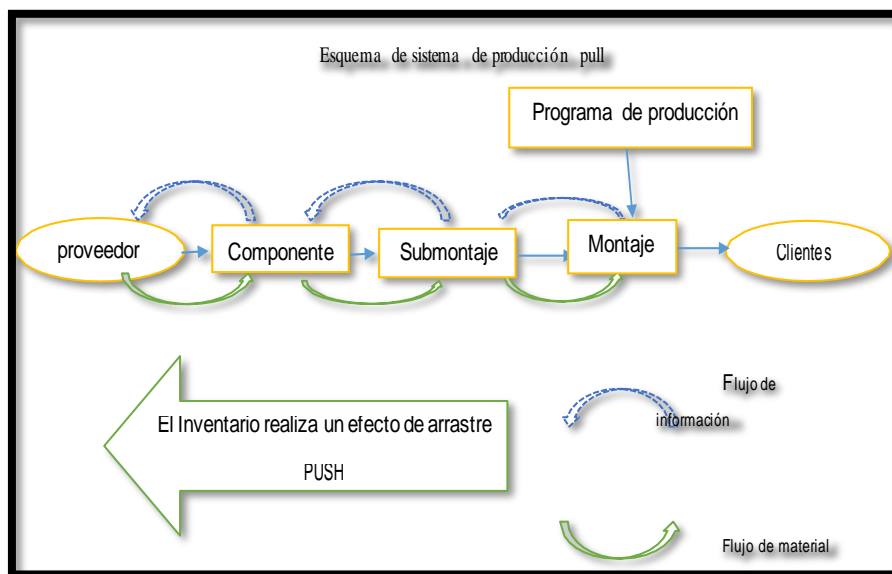 Esquema de sistema de producción pull
Programa de producción
proveedor
Componente
Submontaje
Montaje
Clientes
El Inventario realiza un efecto de arrastre
PUSH
Flujo de
información
Flujo de material